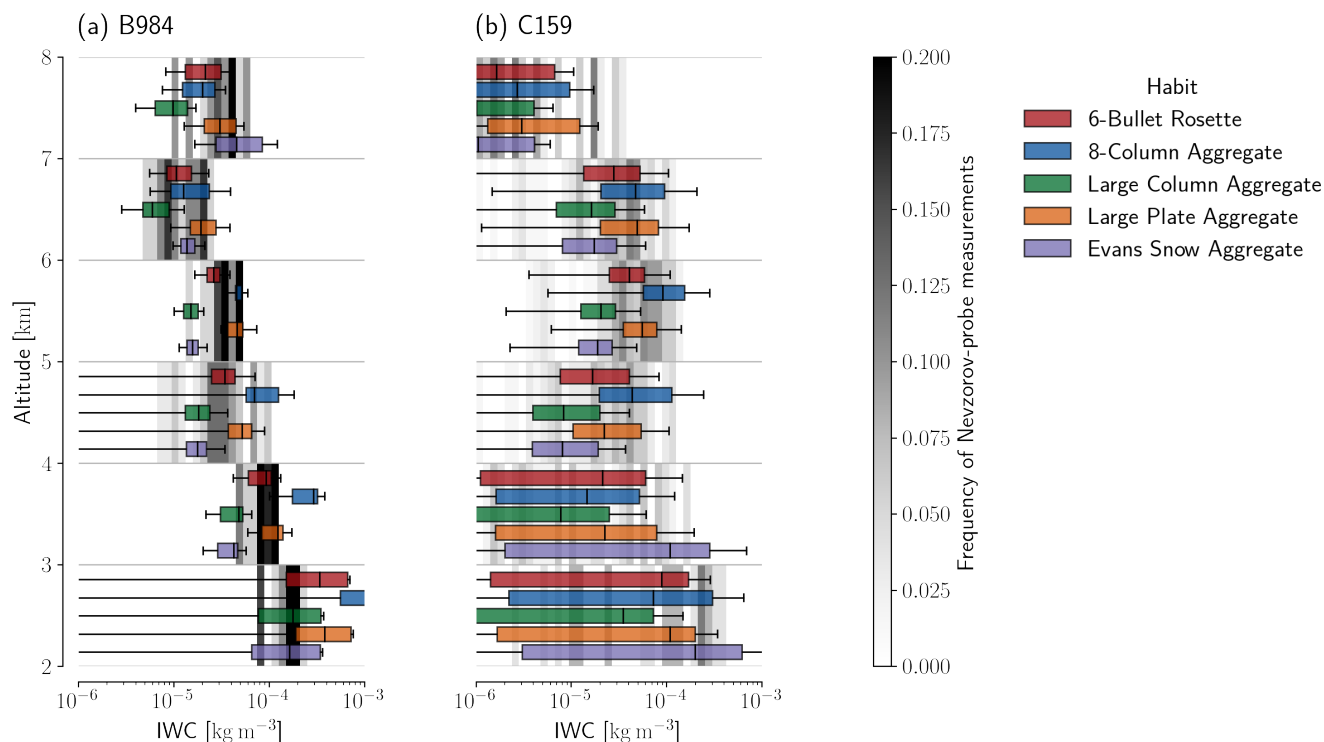 (a) B984
(b) C159
8
7
6
5
4
3
2
Altitude [km]
10⁻⁶
10⁻⁵
10⁻⁴
10⁻³
IWC [kg m⁻³]
10⁻⁶
10⁻⁵
10⁻⁴
10⁻³
IWC [kg m⁻³]
0.200
0.175
0.150
0.125
0.100
0.075
0.050
0.025
0.000
Frequency of Nevzorov-probe measurements
Habit
6-Bullet Rosette
8-Column Aggregate
Large Column Aggregate
Large Plate Aggregate
Evans Snow Aggregate